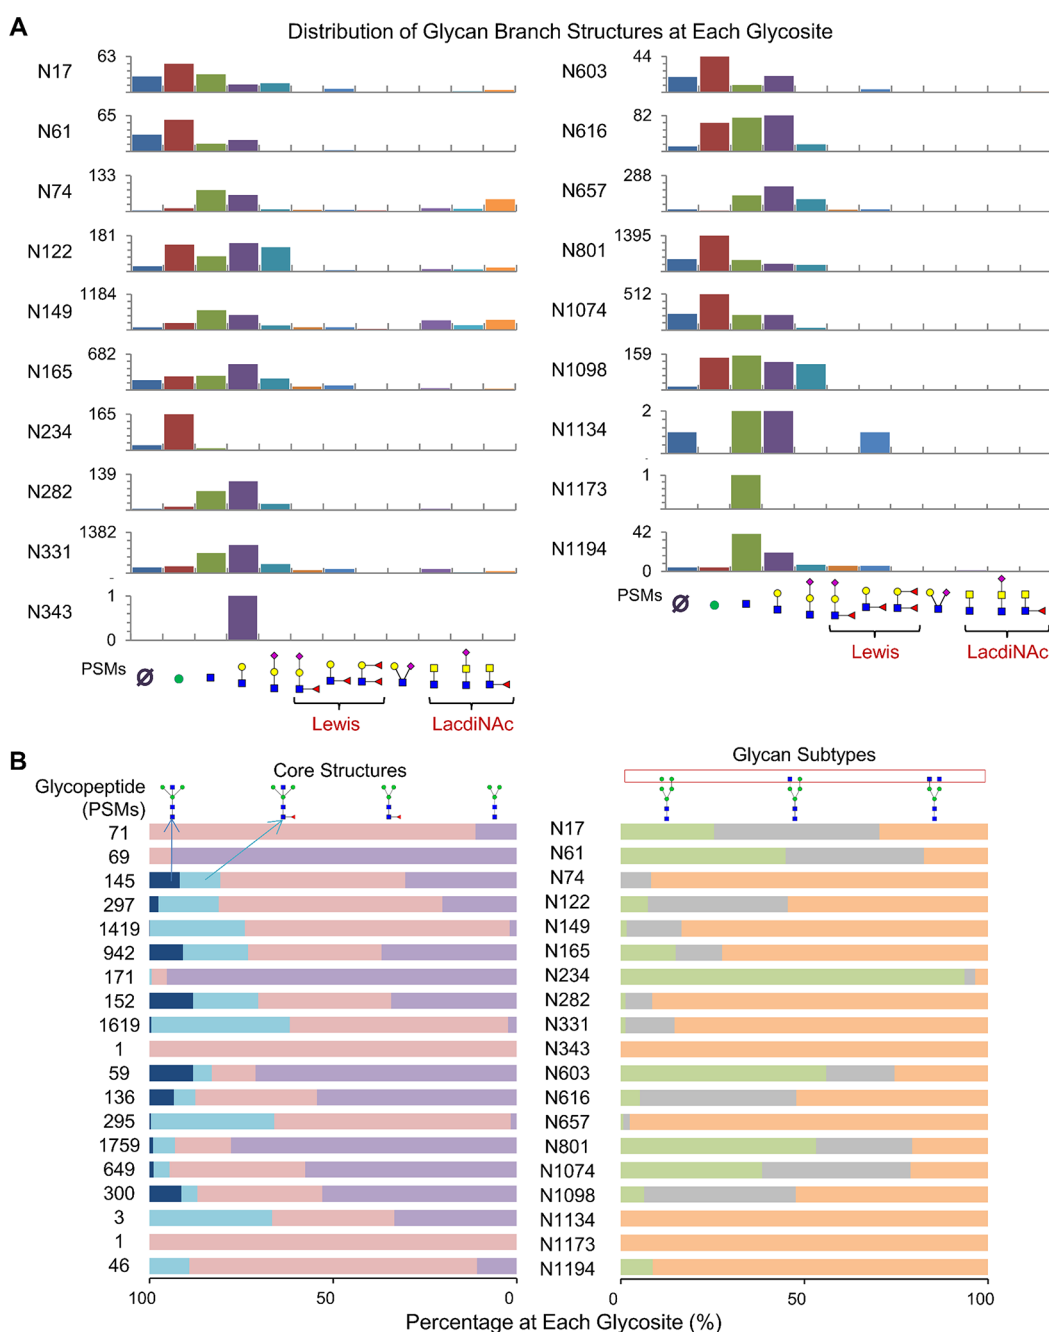 A
Distribution of Glycan Branch Structures at Each Glycosite
N17 63
N61 65
N74 133
N122 181
N149 1184
N165 682
N234 165
N282 139
N331 1382
N343 1
0
PSMs Ø
Lewis LacdiNAc
N603 44
N616 82
N657 288
N801 1395
N1074 512
N1098 159
N1134 2
N1173 1
N1194 42
0
PSMs Ø
Lewis LacdiNAc
B
Core Structures Glycan Subtypes
Glycopeptide
(PSMs)
71 N17
69 N61
145 N74
297 N122
1419 N149
942 N165
171 N234
152 N282
1619 N331
1 N343
59 N603
136 N616
295 N657
1759 N801
649 N1074
300 N1098
3 N1134
1 N1173
46 N1194
100 50 0 0 50 100
Percentage at Each Glycosite (%)